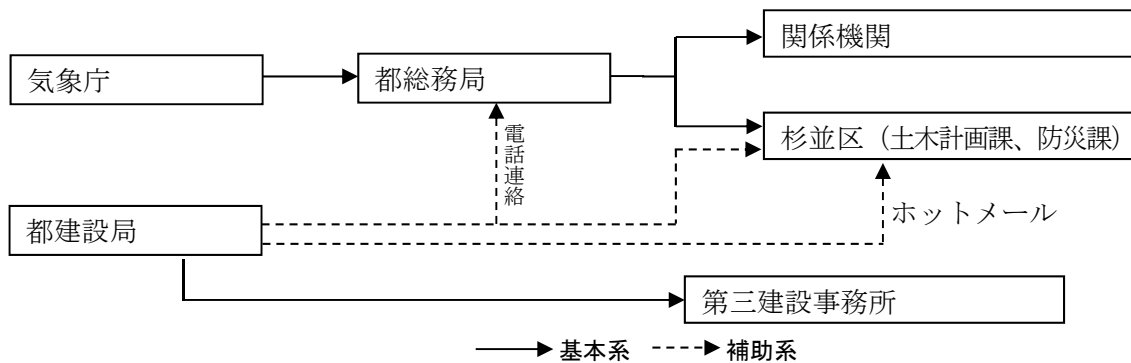 関係機関
気象庁
都総務局
電話連絡
杉並区（土木計画課、防災課）
都建設局
ホットメール
第三建設事務所
基本系 補助系